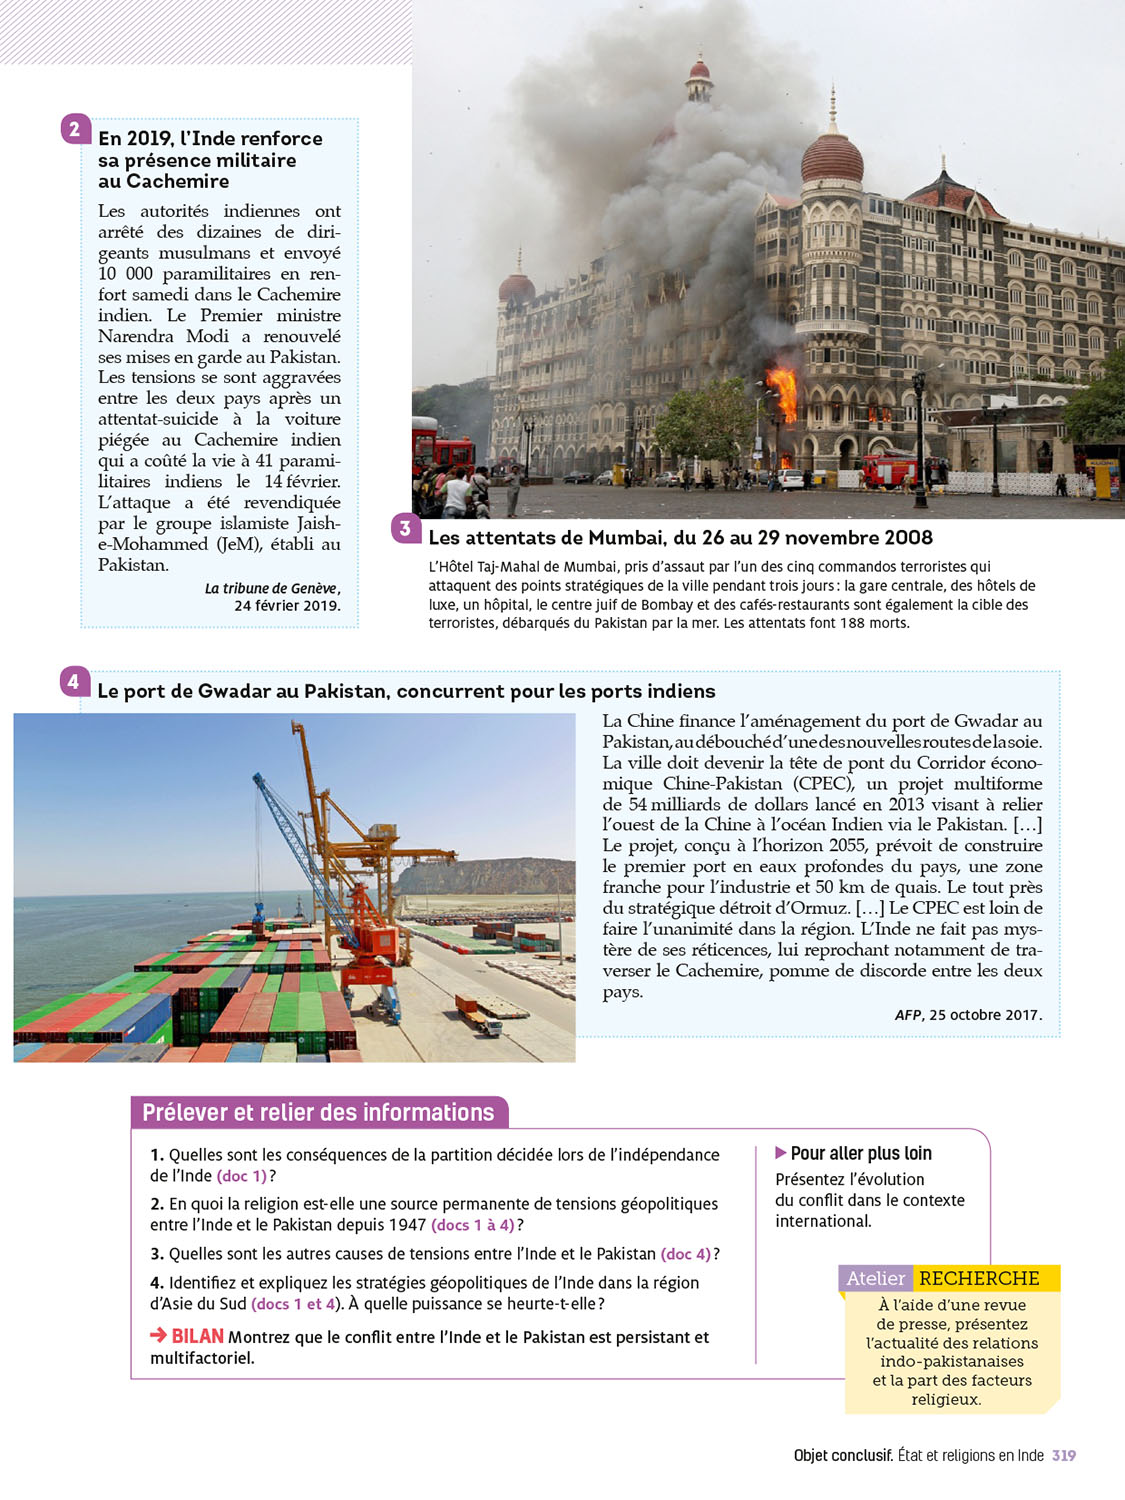 2
En 2019, l'Inde renforce
sa présence militaire
au Cachemire
Les autorités indiennes ont
arrêté des dizaines de diri-
geants musulmans et envoyé
10 000 paramilitaires en ren-
fort samedi dans le Cachemire
indien. Le Premier ministre
Narendra Modi a renouvelé
ses mises en garde au Pakistan.
Les tensions se sont aggravées
entre les deux pays après un
attentat-suicide à la voiture
piégée au Cachemire indien
qui a coûté la vie à 41 parami-
litaires indiens le 14 février.
L'attaque a été revendiquée
par le groupe islamiste Jaish-
e-Mohammed (JeM), établi au
Pakistan.
La tribune de Genève,
24 février 2019.
3
Les attentats de Mumbai, du 26 au 29 novembre 2008
L'Hôtel Taj-Mahal de Mumbai, pris d'assaut par l'un des cinq commandos terroristes qui
attaquent des points stratégiques de la ville pendant trois jours : la gare centrale, des hôtels de
luxe, un hôpital, le centre juif de Bombay et des cafés-restaurants sont également la cible des
terroristes, débarqués du Pakistan par la mer. Les attentats font 188 morts.
4
Le port de Gwadar au Pakistan, concurrent pour les ports indiens
La Chine finance l'aménagement du port de Gwadar au
Pakistan, au débouché d'une des nouvelles routes de la soie.
La ville doit devenir la tête de pont du Corridor écono-
mique Chine-Pakistan (CPEC), un projet multiforme
de 54 milliards de dollars lancé en 2013 visant à relier
l'ouest de la Chine à l'océan Indien via le Pakistan. [...]
Le projet, conçu à l'horizon 2055, prévoit de construire
le premier port en eaux profondes du pays, une zone
franche pour l'industrie et 50 km de quais. Le tout près
du stratégique détroit d'Ormuz. [...] Le CPEC est loin de
faire l'unanimité dans la région. L'Inde ne fait pas mys-
tère de ses réticences, lui reprochant notamment de tra-
verser le Cachemire, pomme de discorde entre les deux
pays.
AFP, 25 octobre 2017.
Prélever et relier des informations
1. Quelles sont les conséquences de la partition décidée lors de l'indépendance
de l'Inde (doc 1) ?
2. En quoi la religion est-elle une source permanente de tensions géopolitiques
entre l'Inde et le Pakistan depuis 1947 (docs 1 à 4) ?
3. Quelles sont les autres causes de tensions entre l'Inde et le Pakistan (doc 4) ?
4. Identifiez et expliquez les stratégies géopolitiques de l'Inde dans la région
d'Asie du Sud (docs 1 et 4). À quelle puissance se heurte-t-elle ?
→ BILAN Montrez que le conflit entre l'Inde et le Pakistan est persistant et
multifactoriel.
▶ Pour aller plus loin
Présentez l'évolution
du conflit dans le contexte
international.
Atelier RECHERCHE
À l'aide d'une revue
de presse, présentez
l'actualité des relations
indo-pakistanaises
et la part des facteurs
religieux.
Objet conclusif. État et religions en Inde 319